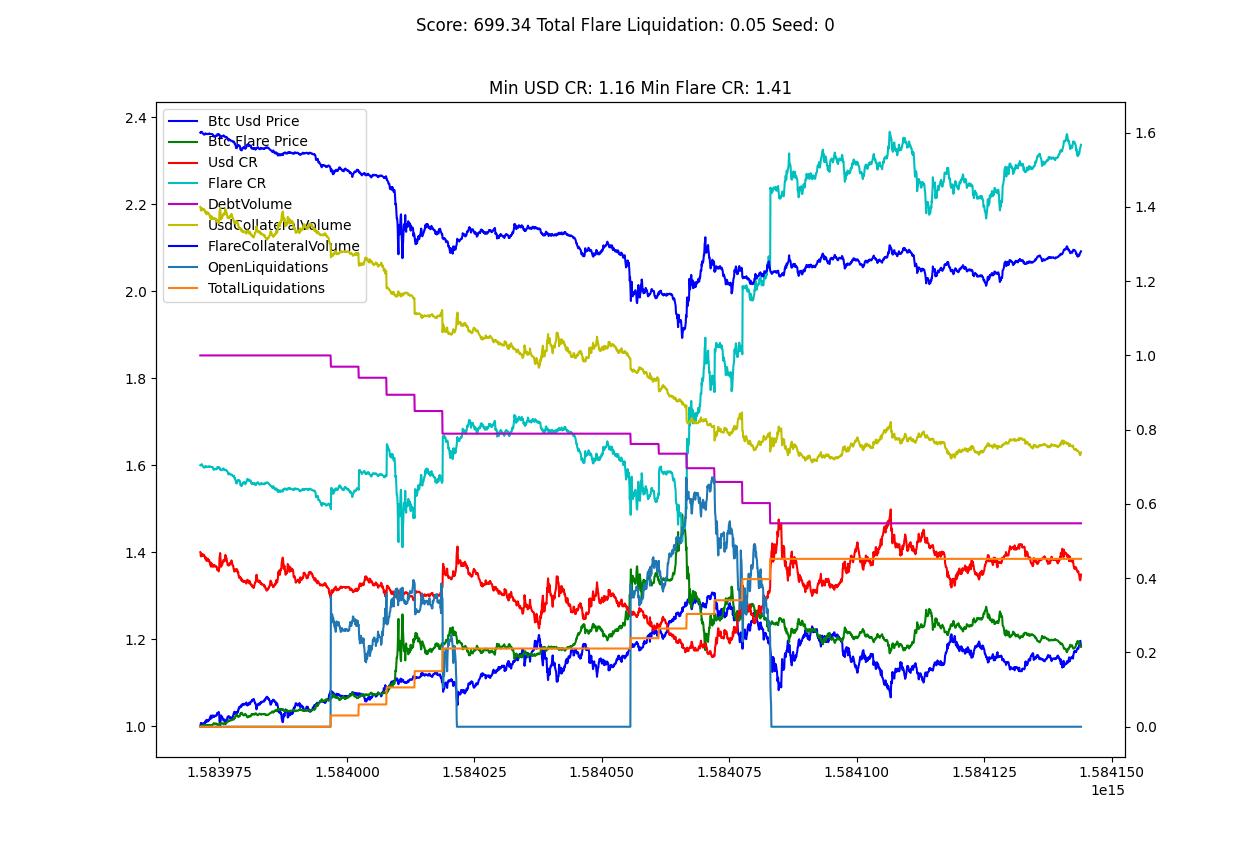 Score: 699.34 Total Flare Liquidation: 0.05 Seed: 0
Min USD CR: 1.16 Min Flare CR: 1.41
Btc Usd Price
Btc Flare Price
Usd CR
Flare CR
DebtVolume
UsdCollateralVolume
FlareCollateralVolume
OpenLiquidations
TotalLiquidations
2.4
2.2
2.0
1.8
1.6
1.4
1.2
1.0
1.6
1.4
1.2
1.0
0.8
0.6
0.4
0.2
0.0
1.583975 1.584000 1.584025 1.584050 1.584075 1.584100 1.584125 1.584150
1e15